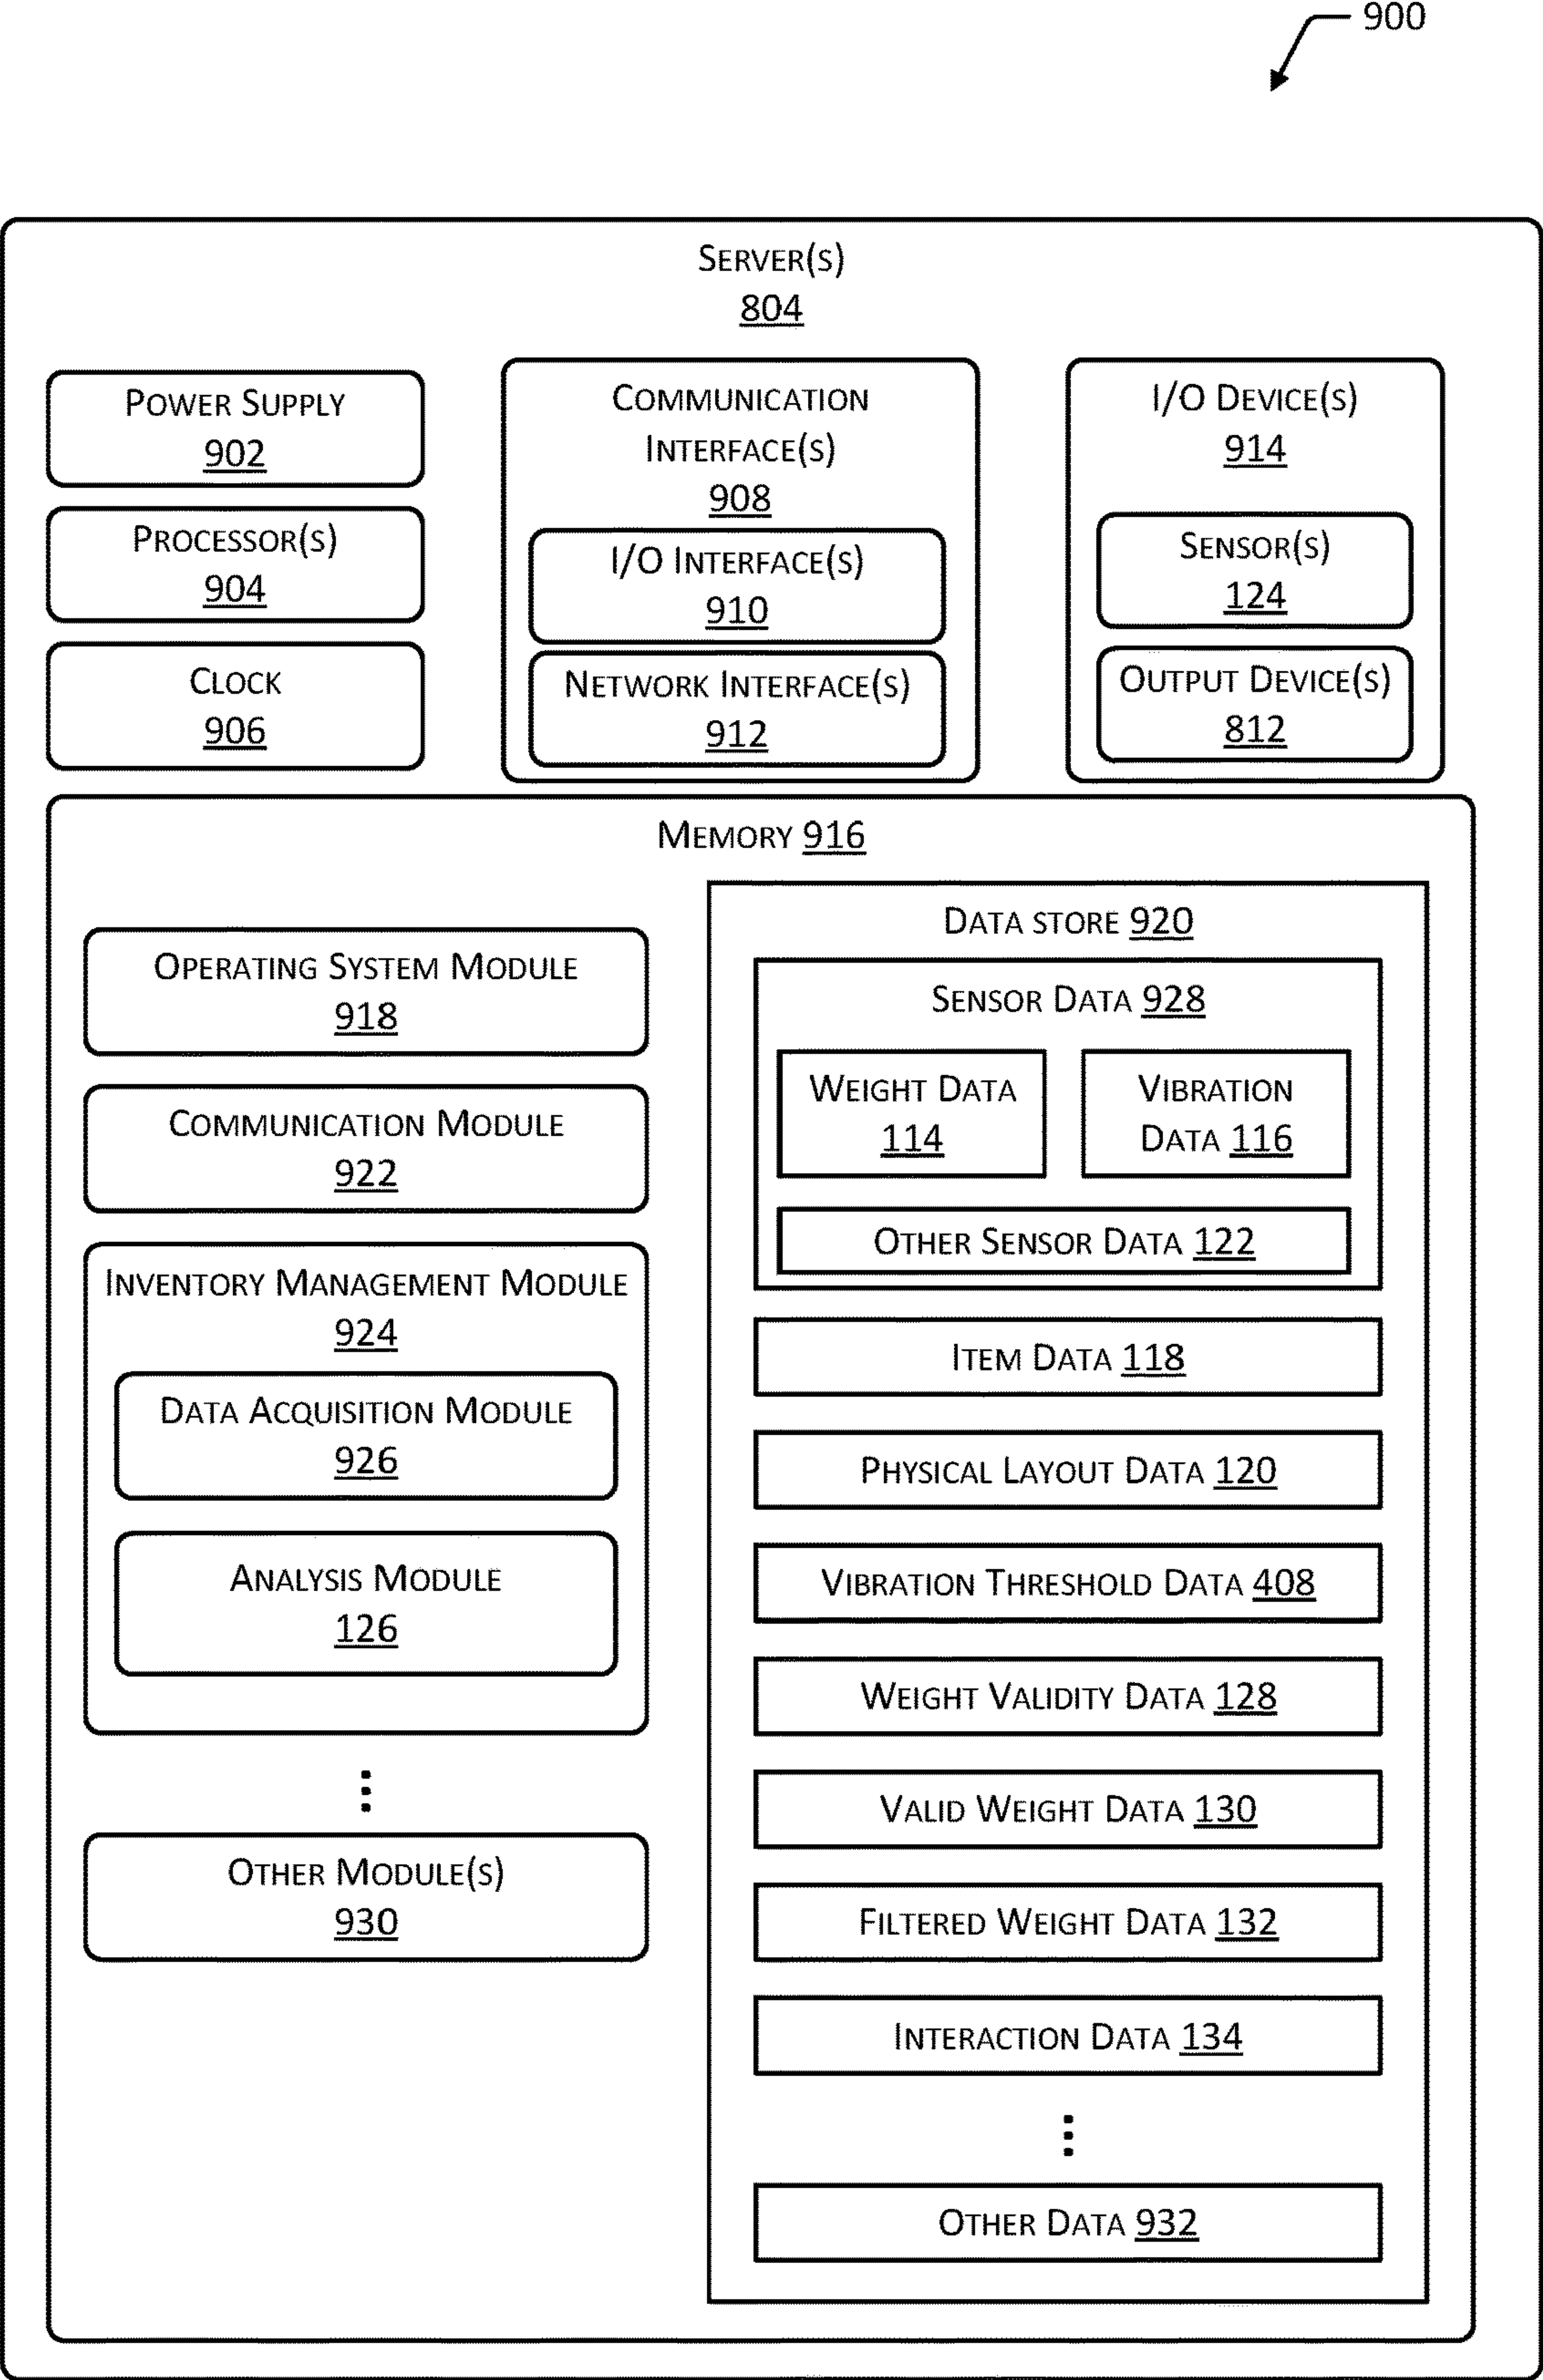 900
Server(s)
804
Power Supply
902
Processor(s)
904
Clock
906
Communication
Interface(s)
908
I/O Interface(s)
910
Network Interface(s)
912
I/O Device(s)
914
Sensor(s)
124
Output Device(s)
812
Memory 916
Operating System Module
918
Communication Module
922
Inventory Management Module
924
Data Acquisition Module
926
Analysis Module
126
Other Module(s)
930
Data store 920
Sensor Data 928
Weight Data
114
Vibration
Data 116
Other Sensor Data 122
Item Data 118
Physical Layout Data 120
Vibration Threshold Data 408
Weight Validity Data 128
Valid Weight Data 130
Filtered Weight Data 132
Interaction Data 134
Other Data 932